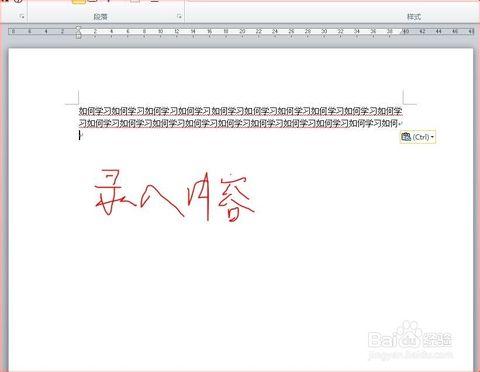 段落
样式
8 6 4 2 2 4 6 8 10 12 14 16 18 20 22 24 26 28 30 32 34 36 38 40 42 44 46 48
如何学习如何学习如何学习如何学习如何学习如何学习如何学习如何学习如何学习如何学
习如何学习如何学习如何学习如何学习如何学习如何学习如何学习如何学习如何学习如何
(Ctrl)
录入内容
Baidu经验
jingyan.baidu.com